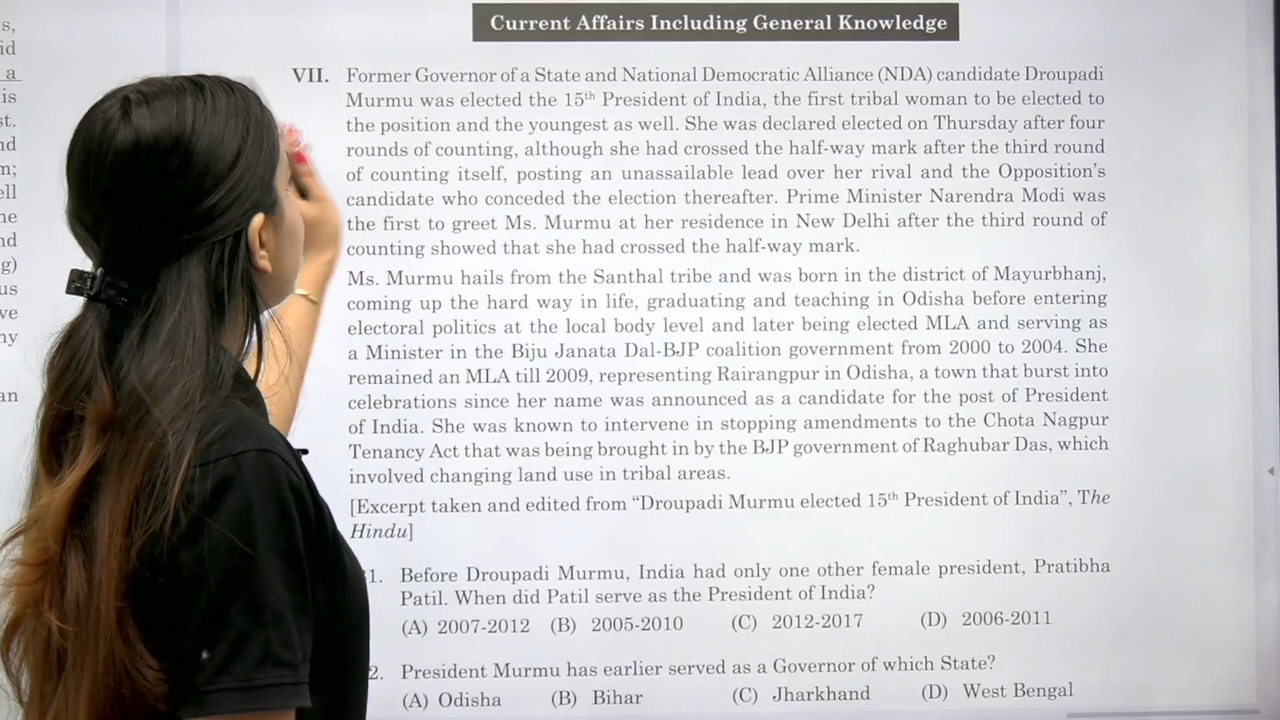 s,
id
a
is
st.
nd
m;
ell
ne
nd
g)
us
ve
ny
an
Current Affairs Including General Knowledge
VII. Former Governor of a State and National Democratic Alliance (NDA) candidate Droupadi
Murmu was elected the 15th President of India, the first tribal woman to be elected to
the position and the youngest as well. She was declared elected on Thursday after four
rounds of counting, although she had crossed the half-way mark after the third round
of counting itself, posting an unassailable lead over her rival and the Opposition's
candidate who conceded the election thereafter. Prime Minister Narendra Modi was
the first to greet Ms. Murmu at her residence in New Delhi after the third round of
counting showed that she had crossed the half-way mark.
Ms. Murmu hails from the Santhal tribe and was born in the district of Mayurbhanj,
coming up the hard way in life, graduating and teaching in Odisha before entering
electoral politics at the local body level and later being elected MLA and serving as
a Minister in the Biju Janata Dal-BJP coalition government from 2000 to 2004. She
remained an MLA till 2009, representing Rairangpur in Odisha, a town that burst into
celebrations since her name was announced as a candidate for the post of President
of India. She was known to intervene in stopping amendments to the Chota Nagpur
Tenancy Act that was being brought in by the BJP government of Raghubar Das, which
involved changing land use in tribal areas.
[Excerpt taken and edited from “Droupadi Murmu elected 15th President of India”, The
Hindu]
1. Before Droupadi Murmu, India had only one other female president, Pratibha
Patil. When did Patil serve as the President of India?
(A) 2007-2012 (B) 2005-2010 (C) 2012-2017 (D) 2006-2011
2. President Murmu has earlier served as a Governor of which State?
(A) Odisha (B) Bihar (C) Jharkhand (D) West Bengal